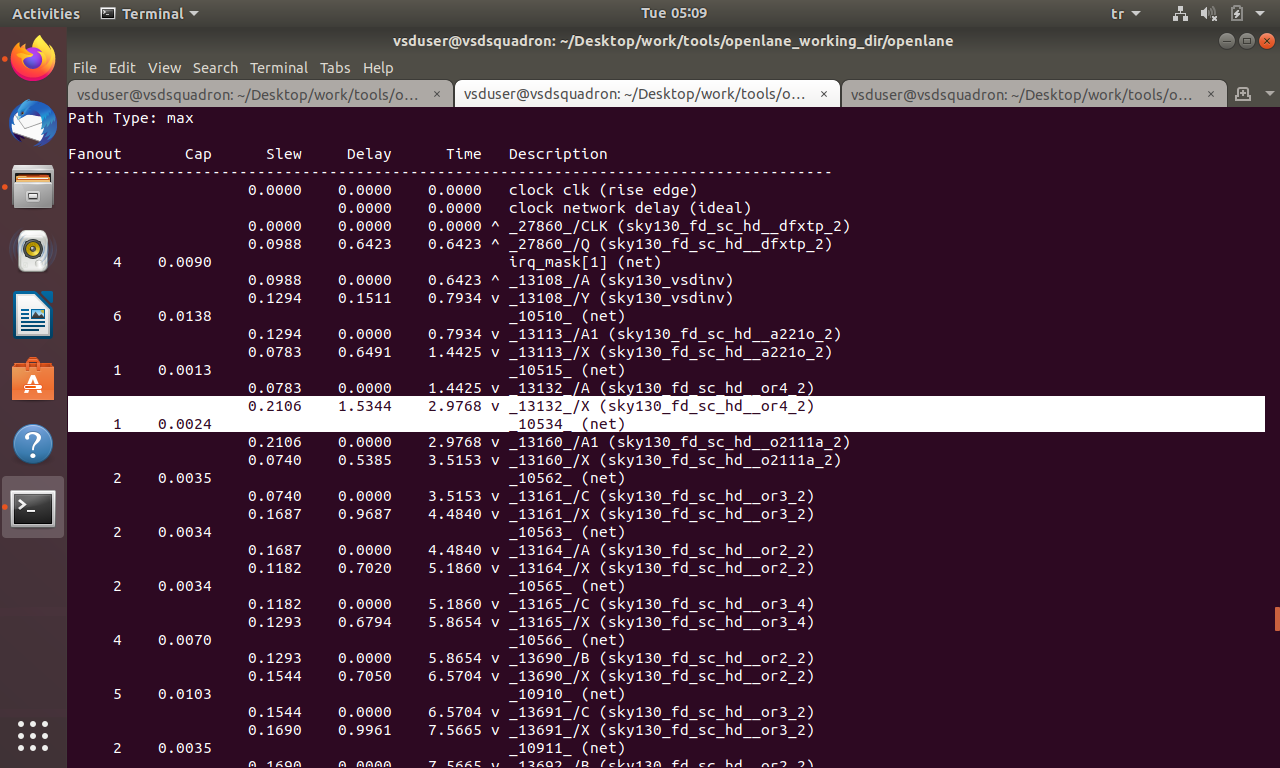 Activities Terminal Tue 05:09 tr
vsduser@vsdsquadron: ~/Desktop/work/tools/openlane_working_dir/openlane
File Edit View Search Terminal Tabs Help
vsduser@vsdsquadron: ~/Desktop/work/tools/o... × vsduser@vsdsquadron: ~/Desktop/work/tools/o... × vsduser@vsdsquadron: ~/Desktop/work/tools/o... ×
Path Type: max
Fanout Cap Slew Delay Time Description
-------------------------------------------------------------------------------------
0.0000 0.0000 0.0000 clock clk (rise edge)
0.0000 0.0000 clock network delay (ideal)
0.0000 0.0000 0.0000 ^ _27860_/CLK (sky130_fd_sc_hd__dfxtp_2)
0.0988 0.6423 0.6423 ^ _27860_/Q (sky130_fd_sc_hd__dfxtp_2)
4 0.0090 irq_mask[1] (net)
0.0988 0.0000 0.6423 ^ _13108_/A (sky130_vsdinv)
0.1294 0.1511 0.7934 v _13108_/Y (sky130_vsdinv)
6 0.0138 _10510_ (net)
0.1294 0.0000 0.7934 v _13113_/A1 (sky130_fd_sc_hd__a221o_2)
0.0783 0.6491 1.4425 v _13113_/X (sky130_fd_sc_hd__a221o_2)
1 0.0013 _10515_ (net)
0.0783 0.0000 1.4425 v _13132_/A (sky130_fd_sc_hd__or4_2)
0.2106 1.5344 2.9768 v _13132_/X (sky130_fd_sc_hd__or4_2)
1 0.0024 _10534_ (net)
0.2106 0.0000 2.9768 v _13160_/A1 (sky130_fd_sc_hd__o2111a_2)
0.0740 0.5385 3.5153 v _13160_/X (sky130_fd_sc_hd__o2111a_2)
2 0.0035 _10562_ (net)
0.0740 0.0000 3.5153 v _13161_/C (sky130_fd_sc_hd__or3_2)
0.1687 0.9687 4.4840 v _13161_/X (sky130_fd_sc_hd__or3_2)
2 0.0034 _10563_ (net)
0.1687 0.0000 4.4840 v _13164_/A (sky130_fd_sc_hd__or2_2)
0.1182 0.7020 5.1860 v _13164_/X (sky130_fd_sc_hd__or2_2)
2 0.0034 _10565_ (net)
0.1182 0.0000 5.1860 v _13165_/C (sky130_fd_sc_hd__or3_4)
0.1293 0.6794 5.8654 v _13165_/X (sky130_fd_sc_hd__or3_4)
4 0.0070 _10566_ (net)
0.1293 0.0000 5.8654 v _13690_/B (sky130_fd_sc_hd__or2_2)
0.1544 0.7050 6.5704 v _13690_/X (sky130_fd_sc_hd__or2_2)
5 0.0103 _10910_ (net)
0.1544 0.0000 6.5704 v _13691_/C (sky130_fd_sc_hd__or3_2)
0.1690 0.9961 7.5665 v _13691_/X (sky130_fd_sc_hd__or3_2)
2 0.0035 _10911_ (net)
0.1690 0.0000 7.5665 v _13692_/B (sky130_fd_sc_hd__or2_2)